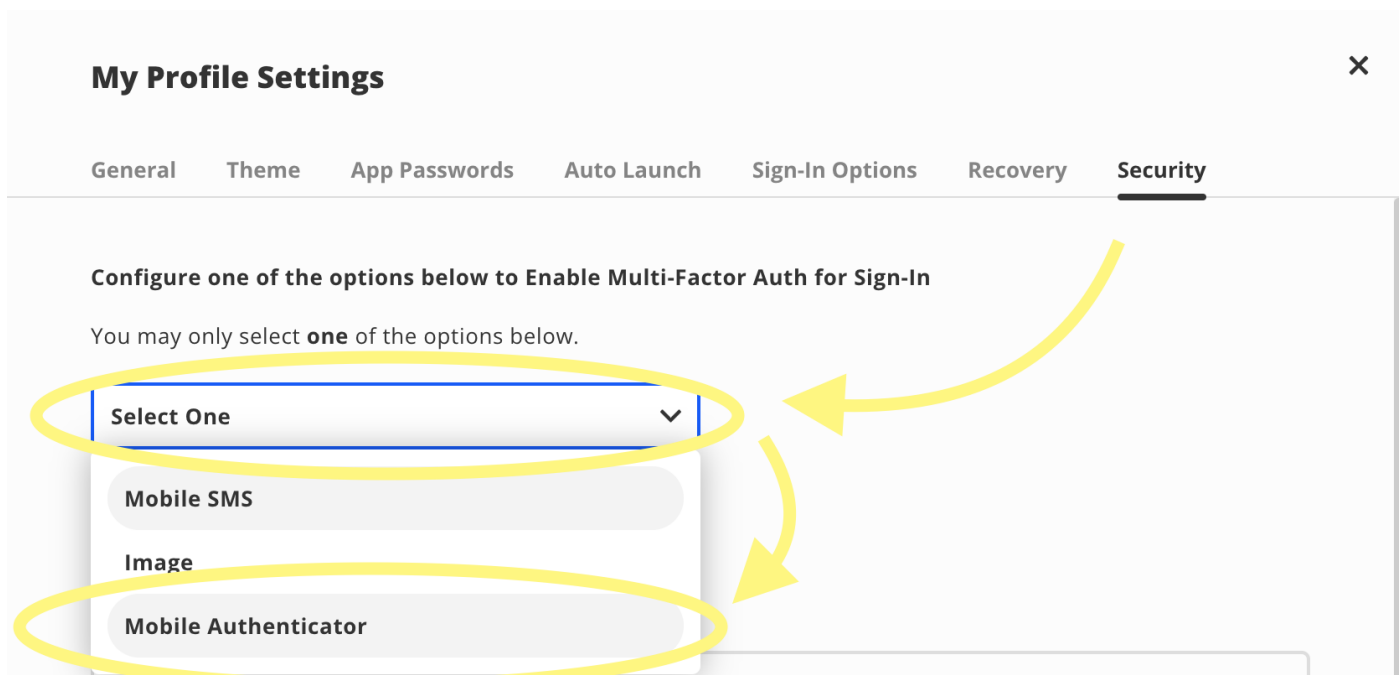 My Profile Settings
General Theme App Passwords Auto Launch Sign-In Options Recovery Security
Configure one of the options below to Enable Multi-Factor Auth for Sign-In
You may only select one of the options below.
Select One
Mobile SMS
Image
Mobile Authenticator